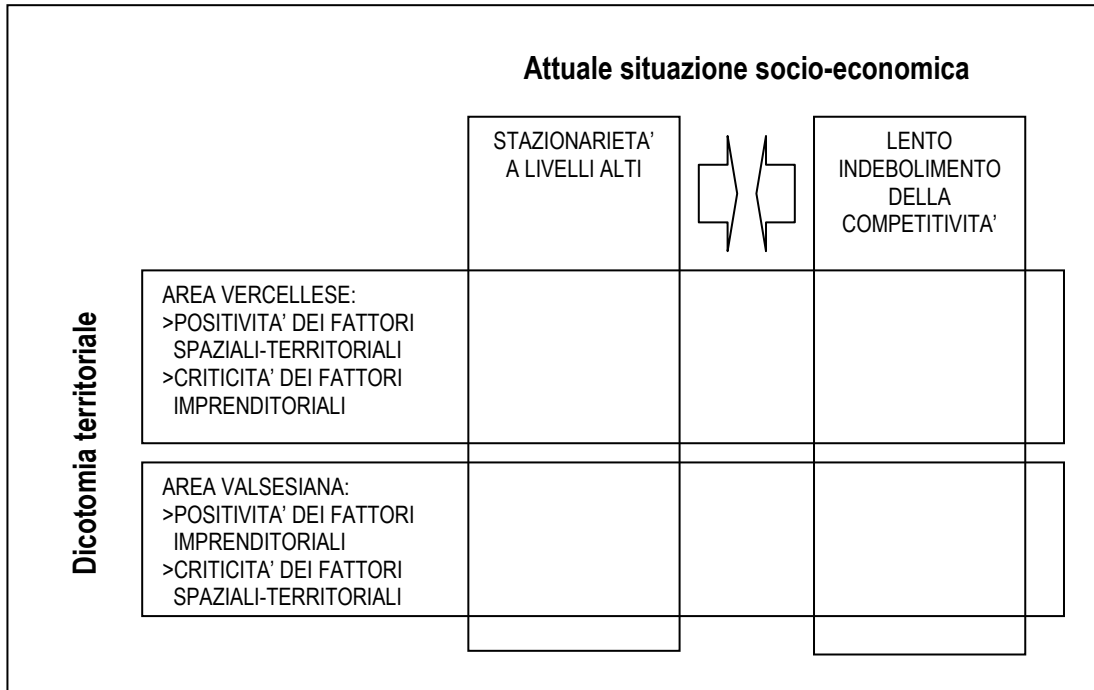 Attuale situazione socio-economica
STAZIONARIETA'
A LIVELLI ALTI
LENTO
INDEBOLIMENTO
DELLA
COMPETITIVITA'
Dicotomia territoriale
AREA VERCELLESE:
>POSITIVITA' DEI FATTORI
SPAZIALI-TERRITORIALI
>CRITICITA' DEI FATTORI
IMPRENDITORIALI
AREA VALSESIANA:
>POSITIVITA' DEI FATTORI
IMPRENDITORIALI
>CRITICITA' DEI FATTORI
SPAZIALI-TERRITORIALI